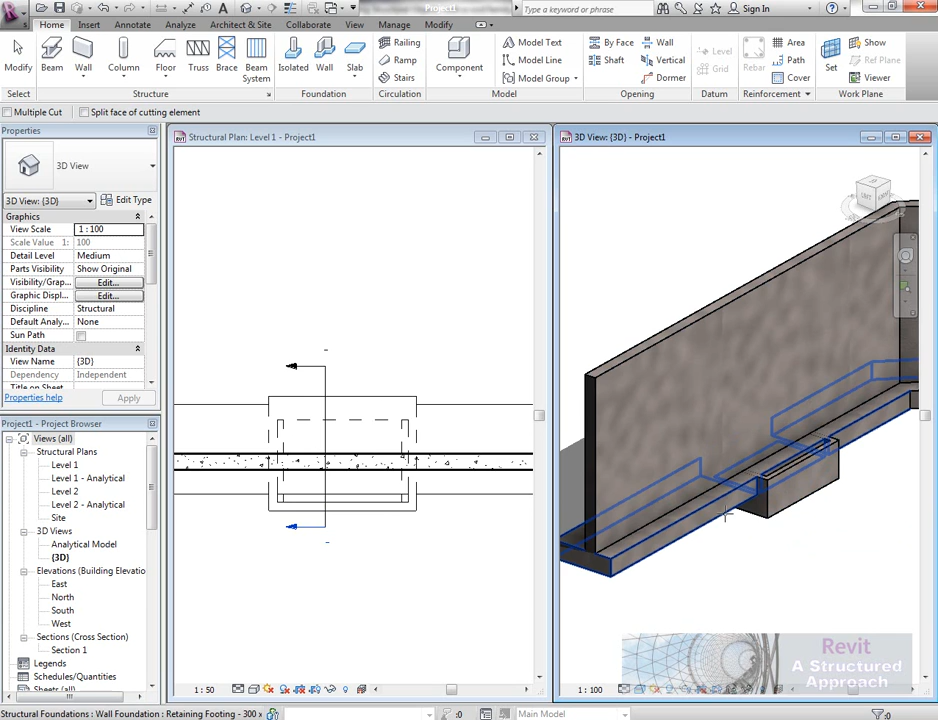 Project1
Type a keyword or phrase
Sign In
Home Insert Annotate Analyze Architect & Site Collaborate View Manage Modify
Modify Beam Wall Column Floor Truss Brace Beam System Isolated Wall Slab Railing Ramp Stairs Component Model Text Model Line Model Group By Face Shaft Wall Vertical Dormer Level Grid Rebar Area Path Cover Set Show Ref Plane Viewer
Select Structure Foundation Circulation Model Opening Datum Reinforcement Work Plane
Multiple Cut Split face of cutting element
Properties
3D View
3D View: {3D} Edit Type
Graphics
View Scale 1 : 100
Scale Value 1: 100
Detail Level Medium
Parts Visibility Show Original
Visibility/Grap... Edit...
Graphic Displ... Edit...
Discipline Structural
Default Analy... None
Sun Path
Identity Data
View Name {3D}
Dependency Independent
Title on Sheet
Properties help Apply
Project1 - Project Browser
Views (all)
Structural Plans
Level 1
Level 1 - Analytical
Level 2
Level 2 - Analytical
Site
3D Views
Analytical Model
{3D}
Elevations (Building Elevatio
East
North
South
West
Sections (Cross Section)
Section 1
Legends
Schedules/Quantities
Sheets (all)
Structural Plan: Level 1 - Project1
1 : 50
3D View: {3D} - Project1
1 : 100
Revit
A Structured
Approach
Structural Foundations : Wall Foundation : Retaining Footing - 300 x
:0
Main Model
:0